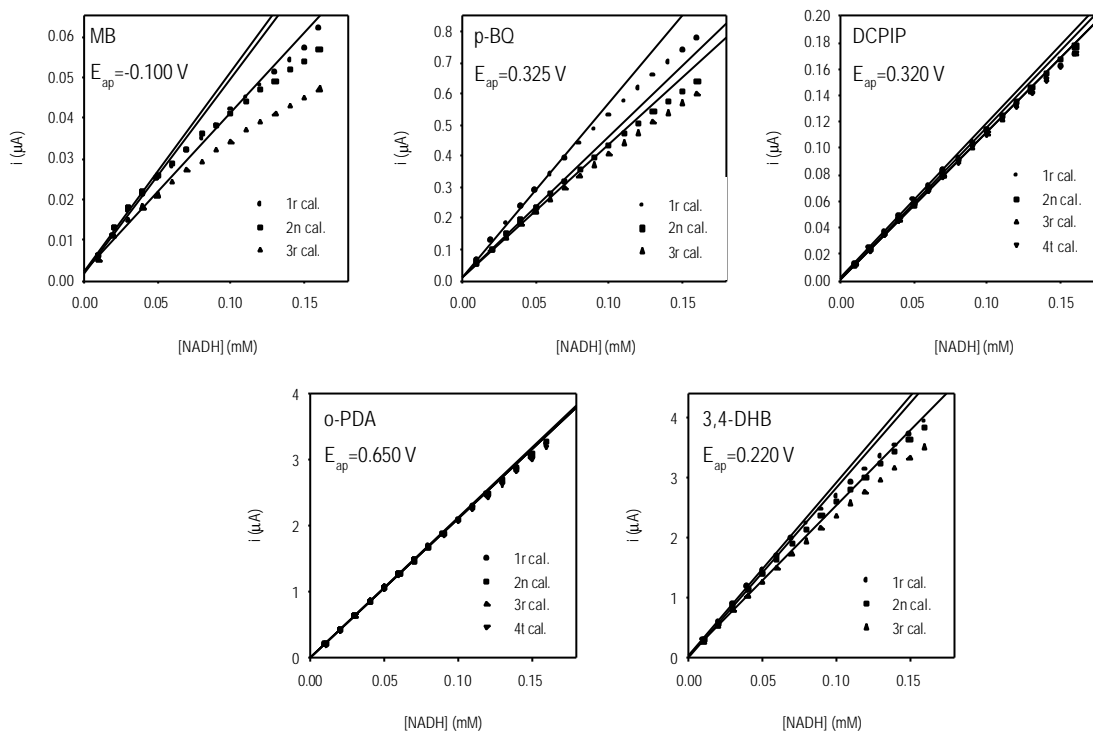 MB
E_ap=-0.100 V
i (µA)
0.06
0.05
0.04
0.03
0.02
0.01
0.00
1r cal.
2n cal.
3r cal.
0.00 0.05 0.10 0.15
[NADH] (mM)
p-BQ
E_ap=0.325 V
i (µA)
0.8
0.7
0.6
0.5
0.4
0.3
0.2
0.1
0.0
1r cal.
2n cal.
3r cal.
0.00 0.05 0.10 0.15
[NADH] (mM)
DCPIP
E_ap=0.320 V
i (µA)
0.20
0.18
0.16
0.14
0.12
0.10
0.08
0.06
0.04
0.02
0.00
1r cal.
2n cal.
3r cal.
4t cal.
0.00 0.05 0.10 0.15
[NADH] (mM)
o-PDA
E_ap=0.650 V
i (µA)
4
3
2
1
0
1r cal.
2n cal.
3r cal.
4t cal.
0.00 0.05 0.10 0.15
[NADH] (mM)
3,4-DHB
E_ap=0.220 V
i (µA)
4
3
2
1
0
1r cal.
2n cal.
3r cal.
0.00 0.05 0.10 0.15
[NADH] (mM)